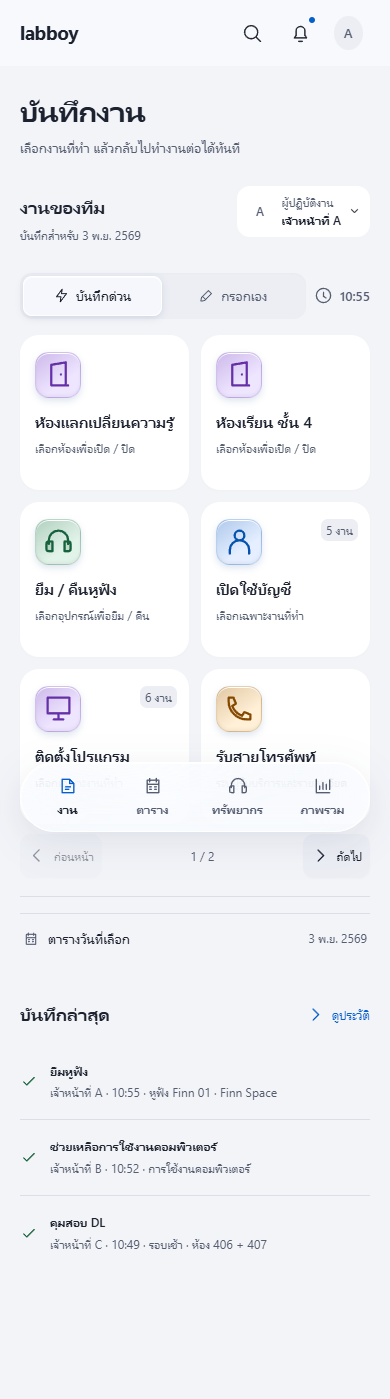 labboy
A
บันทึกงาน
เลือกงานที่ทำ แล้วกลับไปทำงานต่อได้ทันที
งานของทีม
บันทึกสำหรับ 3 พ.ย. 2569
A
ผู้ปฏิบัติงาน
เจ้าหน้าที่ A
บันทึกด่วน
กรอกเอง
10:55
ห้องแลกเปลี่ยนความรู้
เลือกห้องเพื่อเปิด / ปิด
ห้องเรียน ชั้น 4
เลือกห้องเพื่อเปิด / ปิด
ยืม / คืนหูฟัง
เลือกอุปกรณ์เพื่อยืม / คืน
5 งาน
เปิดใช้บัญชี
เลือกเฉพาะงานที่ทำ
6 งาน
ติดตั้งโปรแกรม
รับสายโทรศัพท์
งาน
ตาราง
ทรัพยากร
ภาพรวม
ก่อนหน้า
1 / 2
ถัดไป
ตารางวันที่เลือก
3 พ.ย. 2569
บันทึกล่าสุด
ดูประวัติ
ยืมหูฟัง
เจ้าหน้าที่ A · 10:55 · หูฟัง Finn 01 · Finn Space
ช่วยเหลือการใช้งานคอมพิวเตอร์
เจ้าหน้าที่ B · 10:52 · การใช้งานคอมพิวเตอร์
คุมสอบ DL
เจ้าหน้าที่ C · 10:49 · รอบเช้า · ห้อง 406 + 407